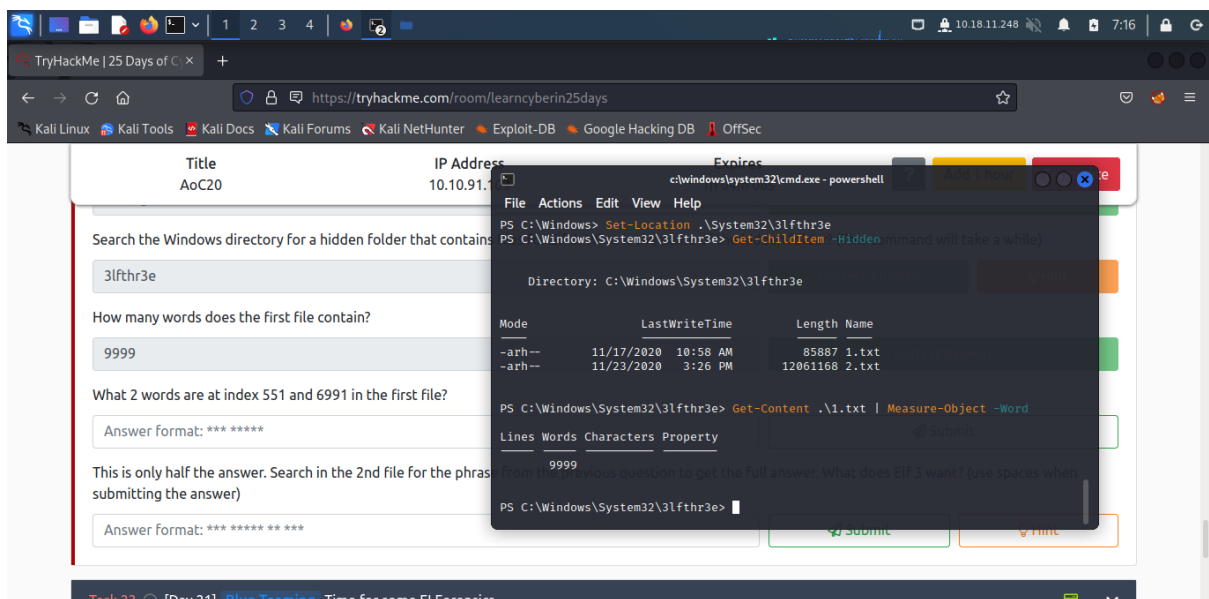 1 2 3 4
10.18.11.248 7:16
TryHackMe | 25 Days of Cy × +
https://tryhackme.com/room/learncyberin25days
Kali Linux Kali Tools Kali Docs Kali Forums Kali NetHunter Exploit-DB Google Hacking DB OffSec
Title IP Address Expires
AoC20 10.10.91.1 ? Add 1 hour
c:\windows\system32\cmd.exe - powershell
File Actions Edit View Help
PS C:\Windows> Set-Location .\System32\3lfthr3e
Search the Windows directory for a hidden folder that contains
PS C:\Windows\System32\3lfthr3e> Get-ChildItem -Hidden
command will take a while)
3lfthr3e
Directory: C:\Windows\System32\3lfthr3e
How many words does the first file contain?
Mode LastWriteTime Length Name
-arh-- 11/17/2020 10:58 AM 85887 1.txt
-arh-- 11/23/2020 3:26 PM 12061168 2.txt
9999
What 2 words are at index 551 and 6991 in the first file?
PS C:\Windows\System32\3lfthr3e> Get-Content .\1.txt | Measure-Object -Word
Answer format: *** *****
Submit
Lines Words Characters Property
9999
This is only half the answer. Search in the 2nd file for the phrase from the previous question to get the full answer. What does Elf 3 want? (use spaces when
submitting the answer)
PS C:\Windows\System32\3lfthr3e>
Answer format: *** ***** ** ***
Submit Hint
Task 23 [Day 21] Blue Teaming Time for some ELForensics